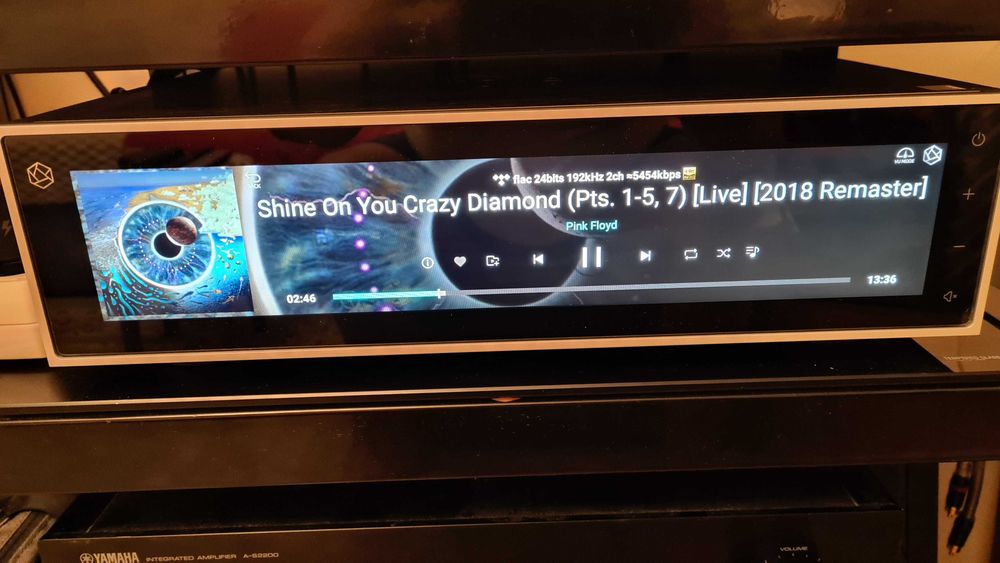 flac 24bits 192kHz 2ch ≈5454kbps
VU MODE
BACK
Shine On You Crazy Diamond (Pts. 1-5, 7) [Live] [2018 Remaster]
Pink Floyd
02:46
13:36
YAMAHA INTEGRATED AMPLIFIER A-S2200
VOLUME